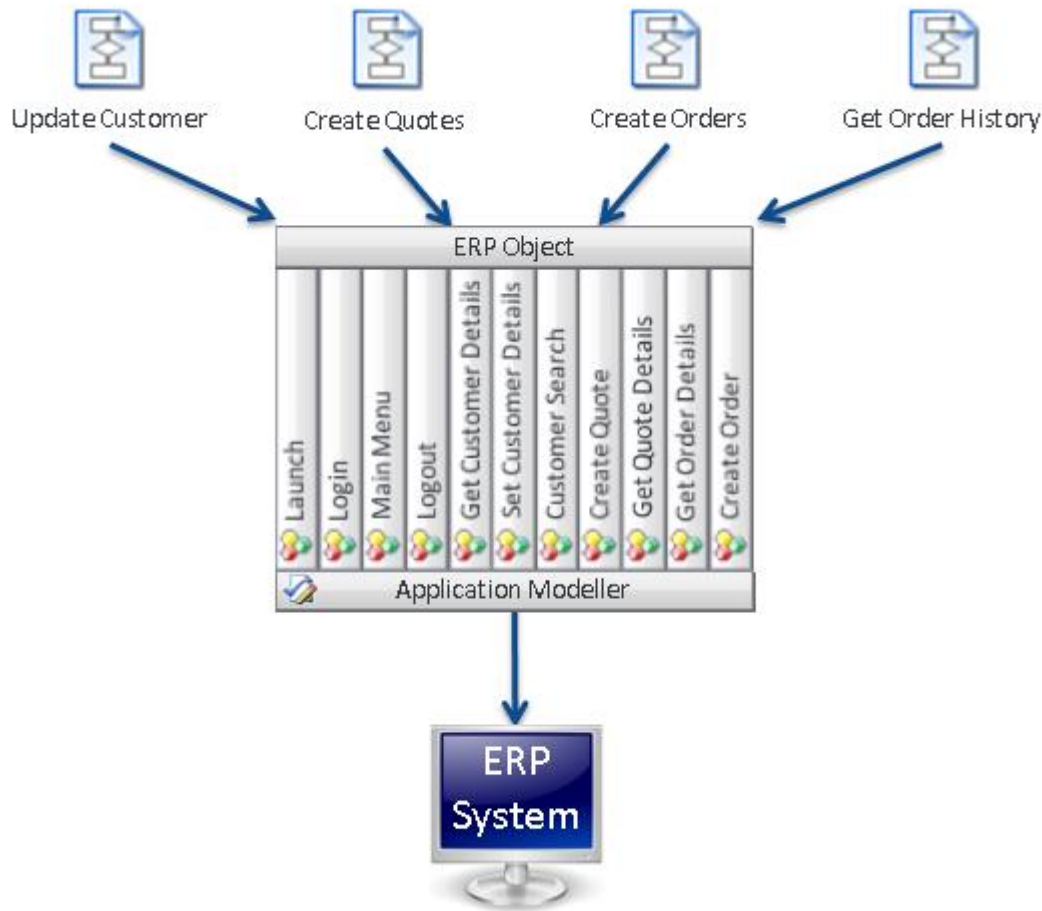 Update Customer
Create Quotes
Create Orders
Get Order History
ERP Object
Launch
Login
Main Menu
Logout
Get Customer Details
Set Customer Details
Customer Search
Create Quote
Get Quote Details
Get Order Details
Create Order
Application Modeller
ERP
System